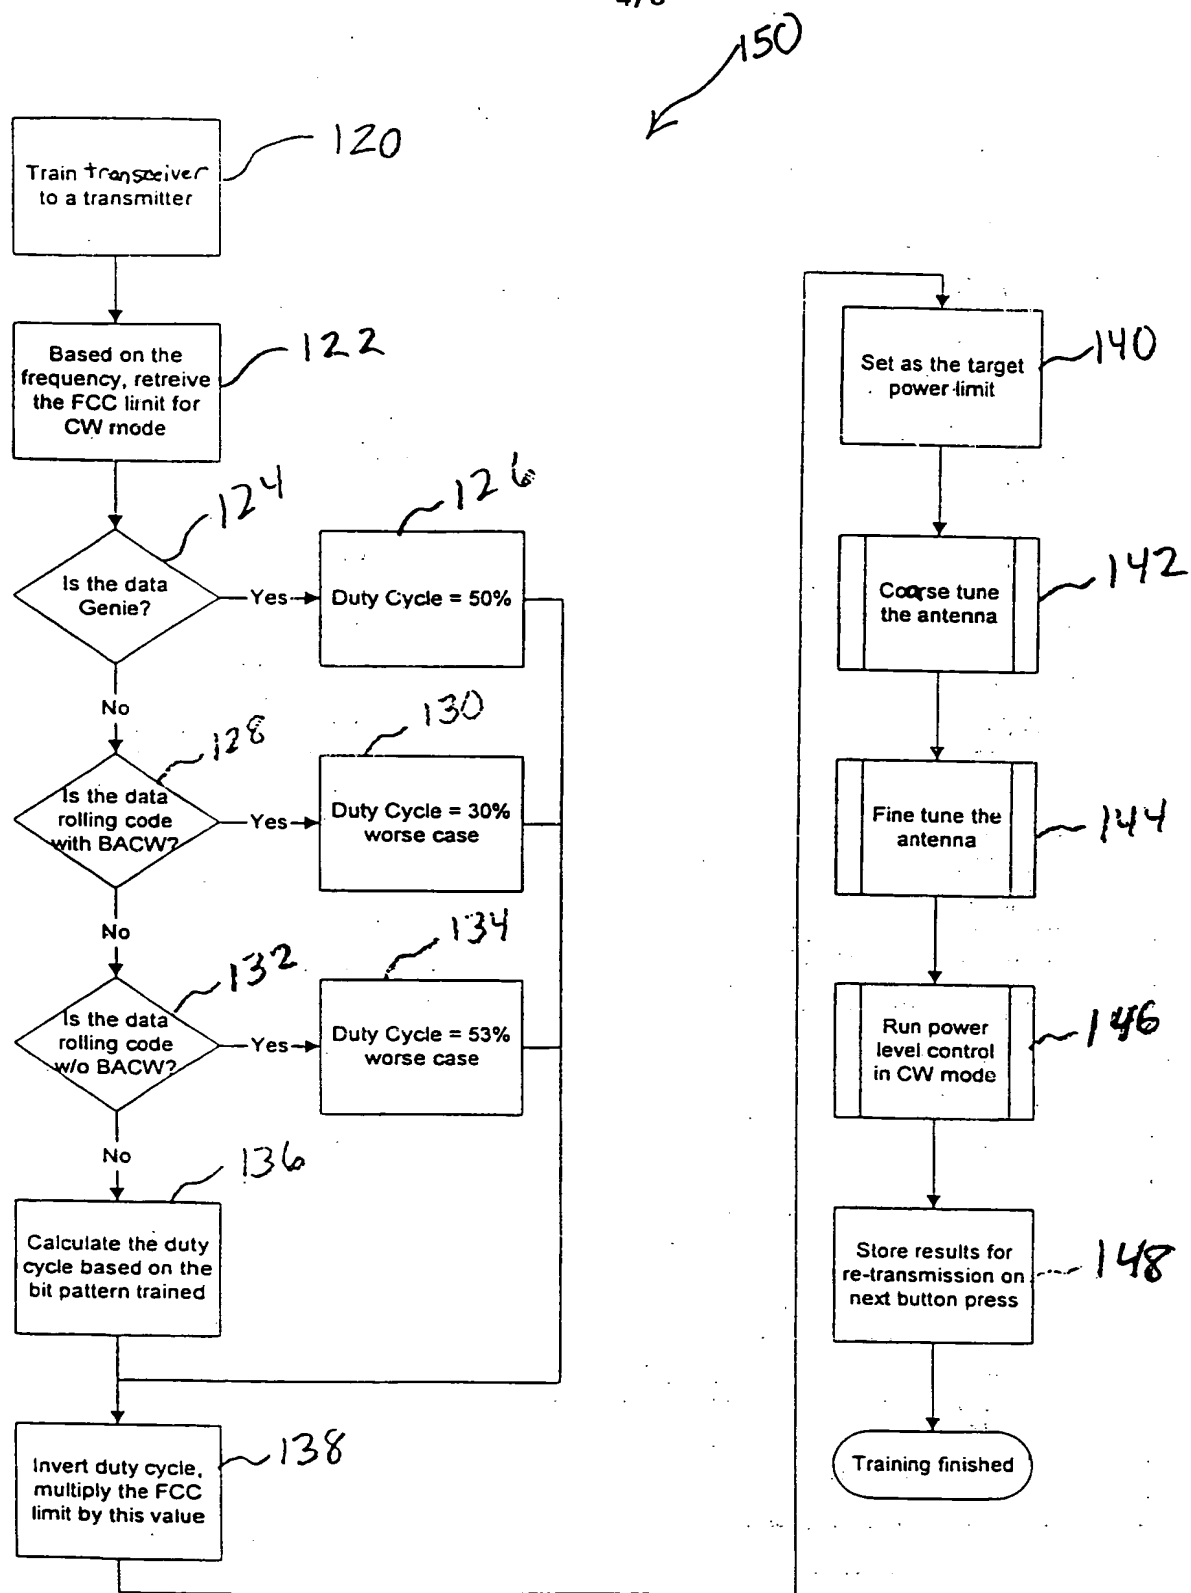 150
120
Train transceiver
to a transmitter
122
Based on the
frequency, retreive
the FCC limit for
CW mode
124
Is the data
Genie?
Yes
126
Duty Cycle = 50%
No
128
Is the data
rolling code
with BACW?
Yes
130
Duty Cycle = 30%
worse case
No
132
Is the data
rolling code
w/o BACW?
Yes
134
Duty Cycle = 53%
worse case
No
136
Calculate the duty
cycle based on the
bit pattern trained
138
Invert duty cycle,
multiply the FCC
limit by this value
140
Set as the target
power limit
142
Coarse tune
the antenna
144
Fine tune the
antenna
146
Run power
level control
in CW mode
148
Store results for
re-transmission on
next button press
Training finished